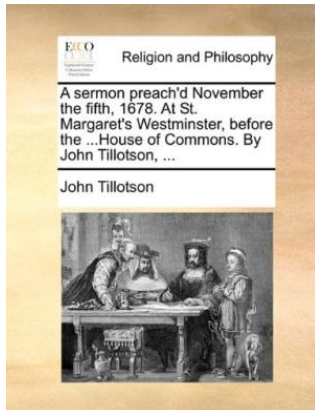 ECCO
Religion and Philosophy
A sermon preach'd November
the fifth, 1678. At St.
Margaret's Westminster, before
the ...House of Commons. By
John Tillotson, ...
John Tillotson